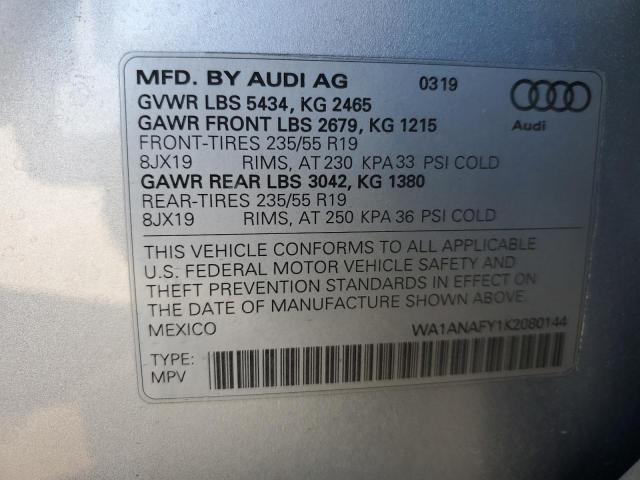 MFD. BY AUDI AG 0319
GVWR LBS 5434, KG 2465
GAWR FRONT LBS 2679, KG 1215
Audi
FRONT-TIRES 235/55 R19
8JX19 RIMS, AT 230 KPA 33 PSI COLD
GAWR REAR LBS 3042, KG 1380
REAR-TIRES 235/55 R19
8JX19 RIMS, AT 250 KPA 36 PSI COLD
THIS VEHICLE CONFORMS TO ALL APPLICABLE
U.S. FEDERAL MOTOR VEHICLE SAFETY AND
THEFT PREVENTION STANDARDS IN EFFECT ON
THE DATE OF MANUFACTURE SHOWN ABOVE.
MEXICO WA1ANAFY1K2080144
TYPE:
MPV